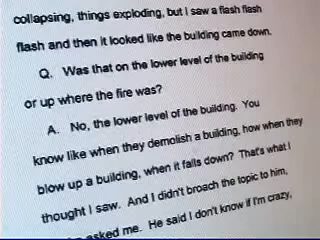 collapsing, things exploding, but I saw a flash flash
flash and then it looked like the building came down.
Q. Was that on the lower level of the building
or up where the fire was?
A. No, the lower level of the building. You
know like when they demolish a building, how when they
blow up a building, when it falls down? That's what I
thought I saw. And I didn't broach the topic to him,
asked me. He said I don't know if I'm crazy,